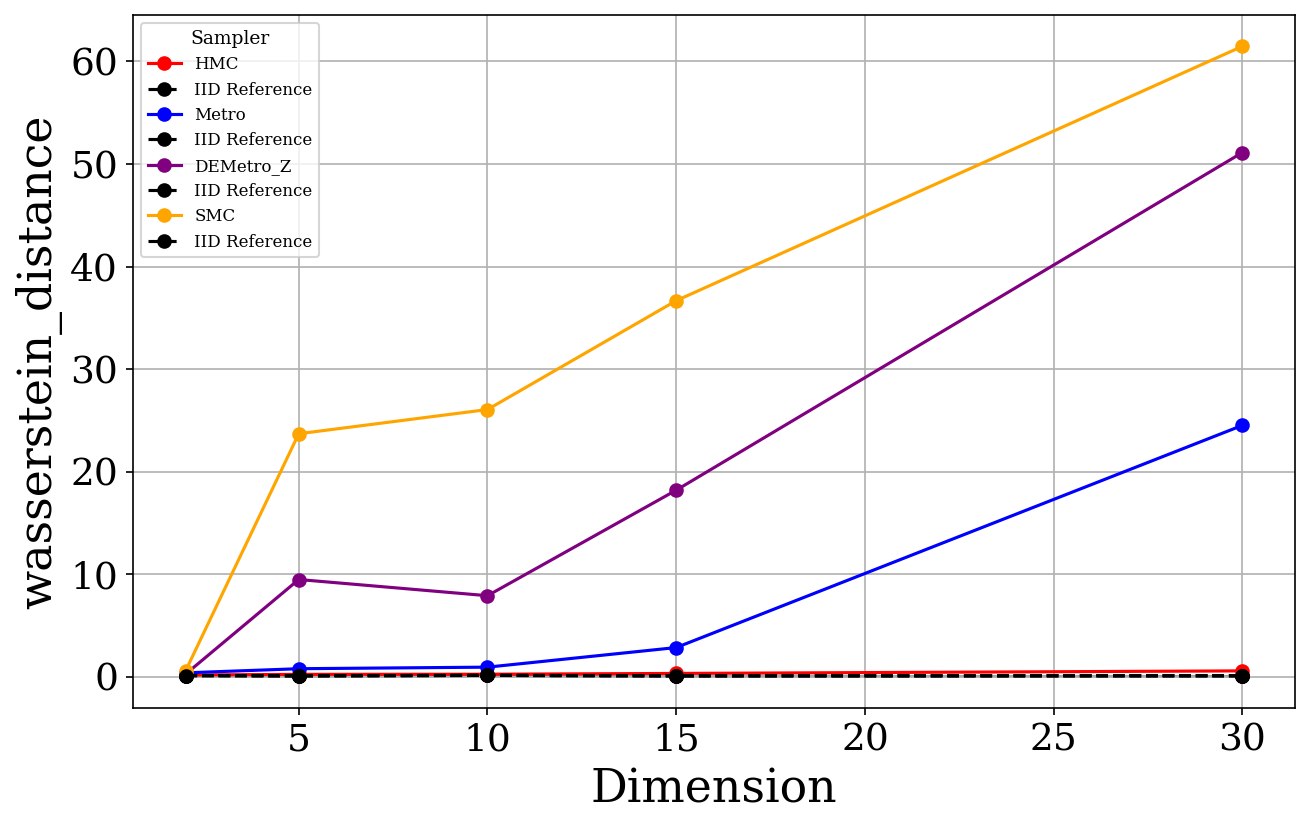 wasserstein_distance
60
50
40
30
20
10
0
Sampler
HMC
IID Reference
Metro
IID Reference
DEMetro_Z
IID Reference
SMC
IID Reference
5
10
15
20
25
30
Dimension